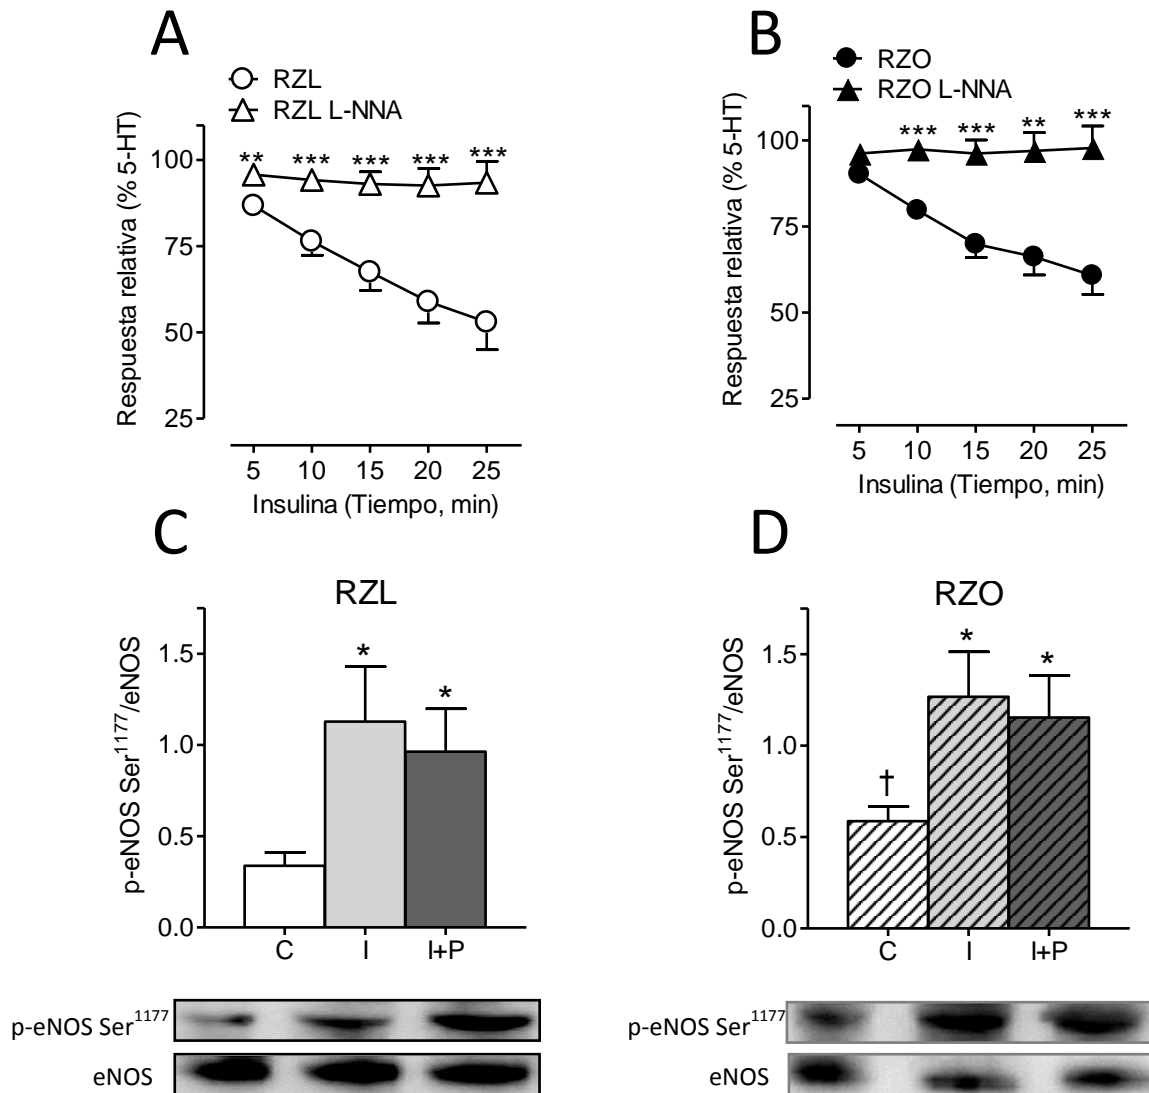 A
RZL
RZL L-NNA
Respuesta relativa (% 5-HT)
100
75
50
25
** *** *** *** ***
5 10 15 20 25
Insulina (Tiempo, min)
B
RZO
RZO L-NNA
Respuesta relativa (% 5-HT)
100
75
50
25
*** *** ** ***
5 10 15 20 25
Insulina (Tiempo, min)
C
RZL
p-eNOS Ser¹¹⁷⁷/eNOS
1.5
1.0
0.5
0.0
* *
C I I+P
p-eNOS Ser¹¹⁷⁷
eNOS
D
RZO
p-eNOS Ser¹¹⁷⁷/eNOS
1.5
1.0
0.5
0.0
† * *
C I I+P
p-eNOS Ser¹¹⁷⁷
eNOS